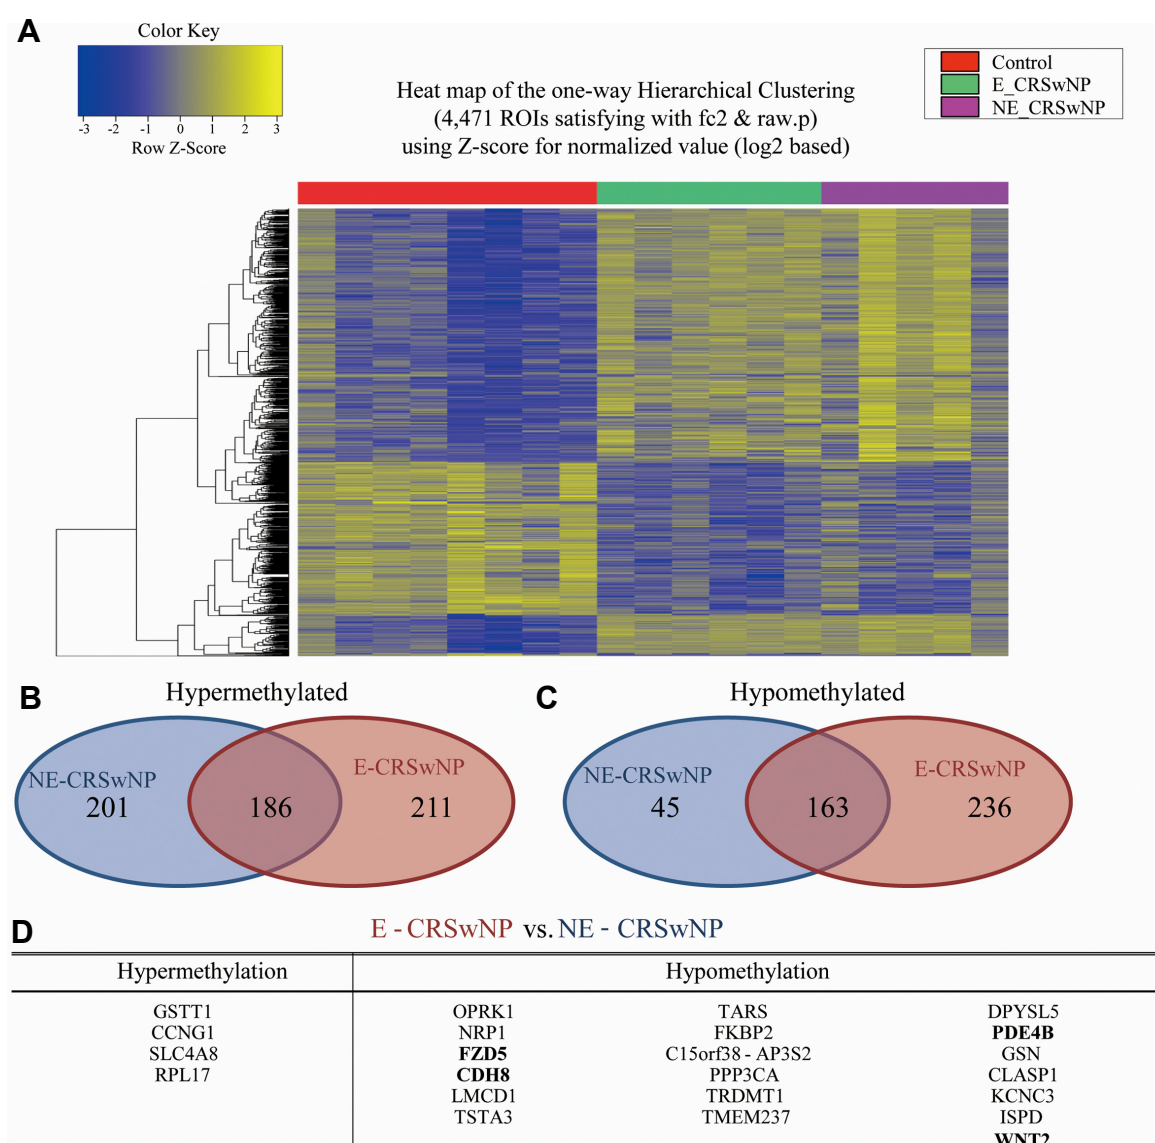 A
Color Key
-3 -2 -1 0 1 2 3
Row Z-Score
Heat map of the one-way Hierarchical Clustering
(4,471 ROIs satisfying with fc2 & raw.p)
using Z-score for normalized value (log2 based)
Control
E_CRSwNP
NE_CRSwNP
B
Hypermethylated
NE-CRSwNP
E-CRSwNP
201
186
211
C
Hypomethylated
NE-CRSwNP
E-CRSwNP
45
163
236
D
E - CRSwNP vs. NE - CRSwNP
Hypermethylation
Hypomethylation
GSTT1 OPRK1 TARS DPYSL5
CCNG1 NRP1 FKBP2 PDE4B
SLC4A8 FZD5 C15orf38 - AP3S2 GSN
RPL17 CDH8 PPP3CA CLASP1
LMCD1 TRDMT1 KCNC3
TSTA3 TMEM237 ISPD
WNT2